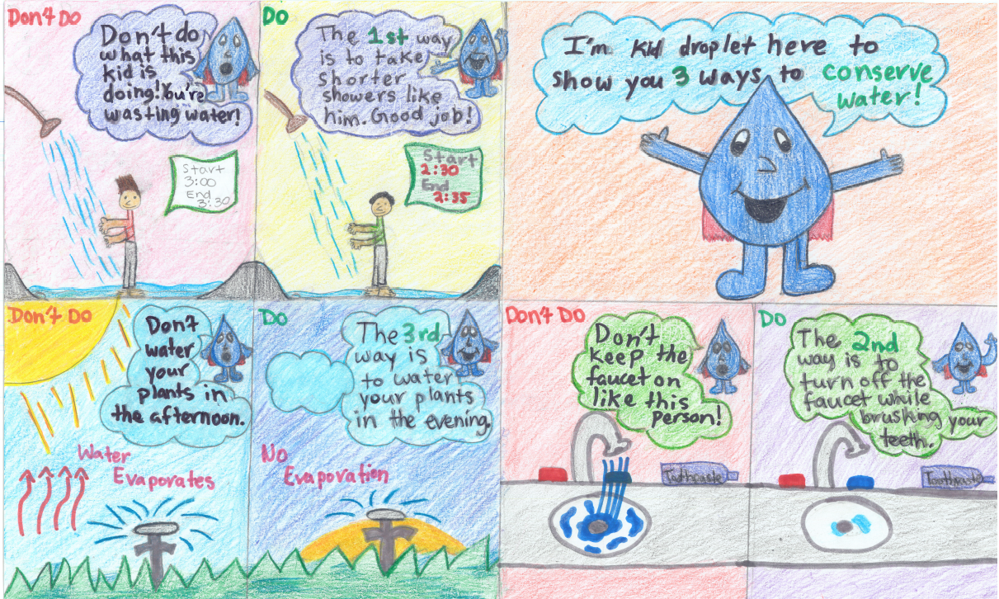 Don't Do
Don't do
what this
kid is
doing! You're
wasting water!
Start
3:00
End
3:30
Do
The 1st way
is to take
shorter
showers like
him. Good job!
Start
2:30
End
2:35
I'm kid droplet here to
show you 3 ways to conserve
water!
Don't Do
Don't
water
your
plants in
the afternoon.
Water
Evaporates
Do
The 3rd
way is
to water
your plants
in the evening.
No
Evaporation
Don't Do
Don't
keep the
faucet on
like this
person!
Toothpaste
Do
The 2nd
way is to
turn off the
faucet while
brushing your
teeth.
Toothpaste